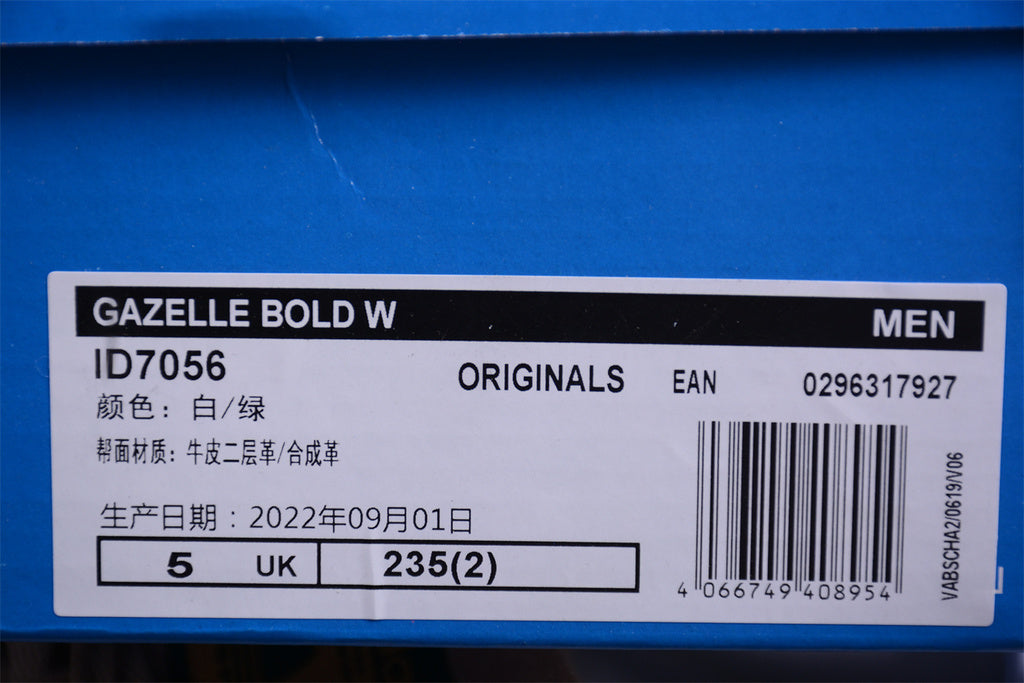 GAZELLE BOLD W MEN
ID7056
ORIGINALS EAN 0296317927
颜色：白/绿
帮面材质：牛皮二层革/合成革
生产日期：2022年09月01日
5 UK 235(2)
4 066749 408954
VABSCHA2/0619/V06